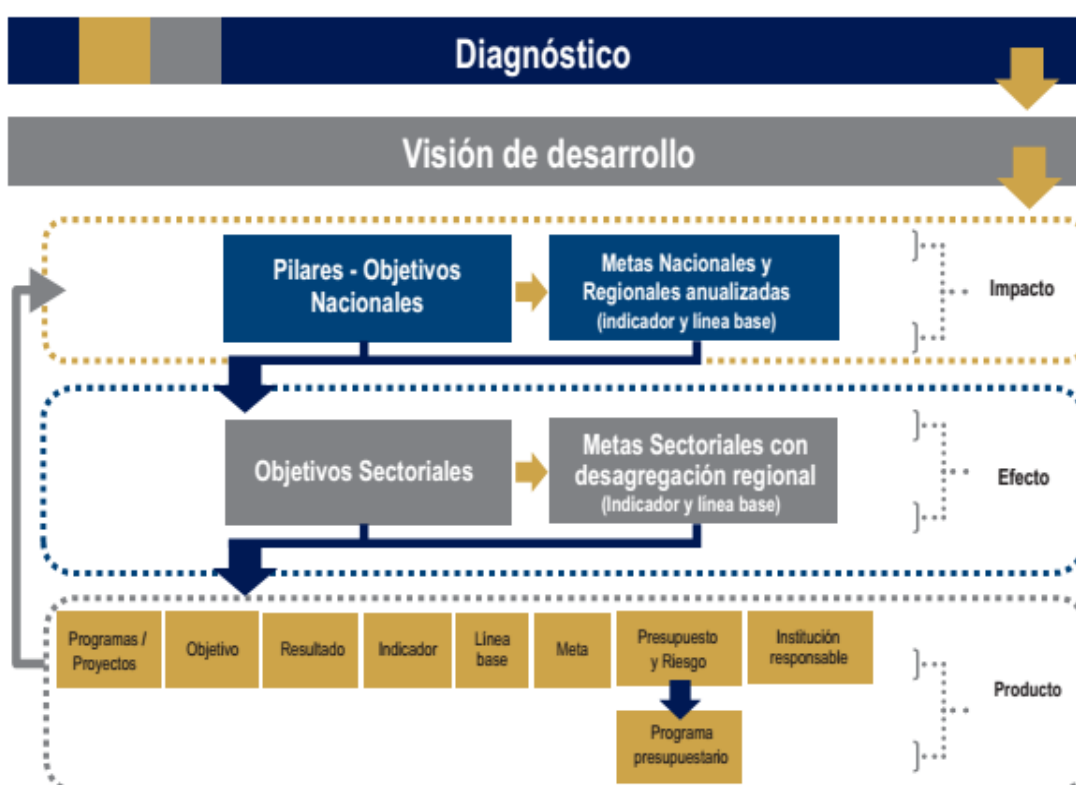 Diagnóstico
Visión de desarrollo
Pilares - Objetivos
Nacionales
Metas Nacionales y
Regionales anualizadas
(indicador y línea base)
Impacto
Objetivos Sectoriales
Metas Sectoriales con
desagregación regional
(Indicador y línea base)
Efecto
Programas /
Proyectos
Objetivo
Resultado
Indicador
Línea
base
Meta
Presupuesto
y Riesgo
Institución
responsable
Producto
Programa
presupuestario